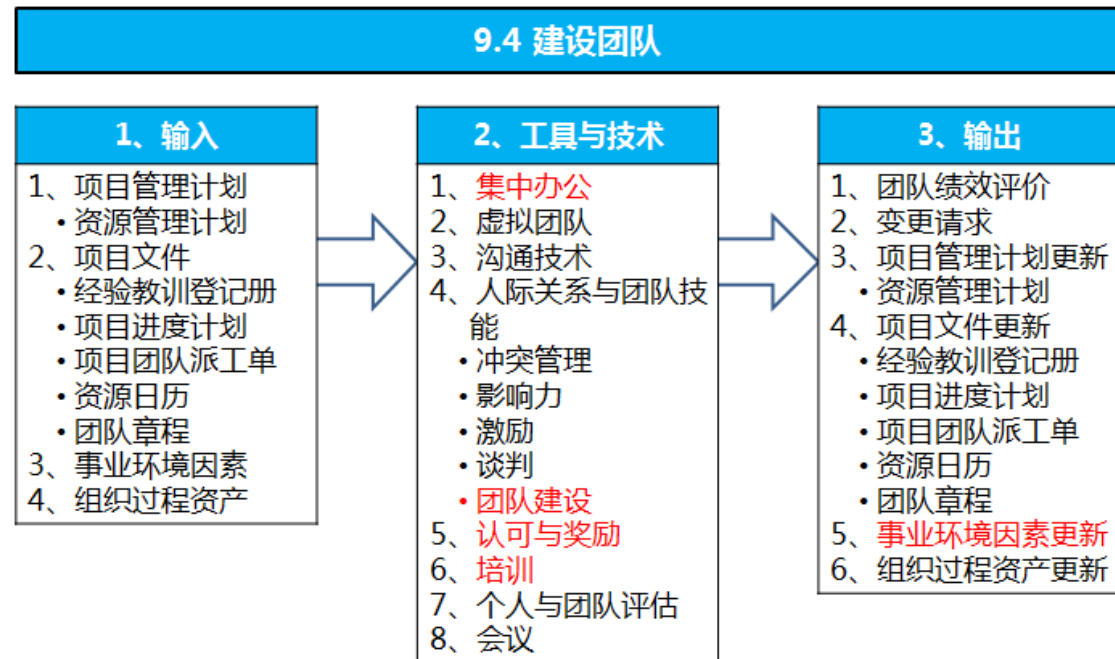 9.4 建设团队
1、输入
1、项目管理计划
•资源管理计划
2、项目文件
•经验教训登记册
•项目进度计划
•项目团队派工单
•资源日历
•团队章程
3、事业环境因素
4、组织过程资产
2、工具与技术
1、集中办公
2、虚拟团队
3、沟通技术
4、人际关系与团队技
能
•冲突管理
•影响力
•激励
•谈判
•团队建设
5、认可与奖励
6、培训
7、个人与团队评估
8、会议
3、输出
1、团队绩效评价
2、变更请求
3、项目管理计划更新
•资源管理计划
4、项目文件更新
•经验教训登记册
•项目进度计划
•项目团队派工单
•资源日历
•团队章程
5、事业环境因素更新
6、组织过程资产更新